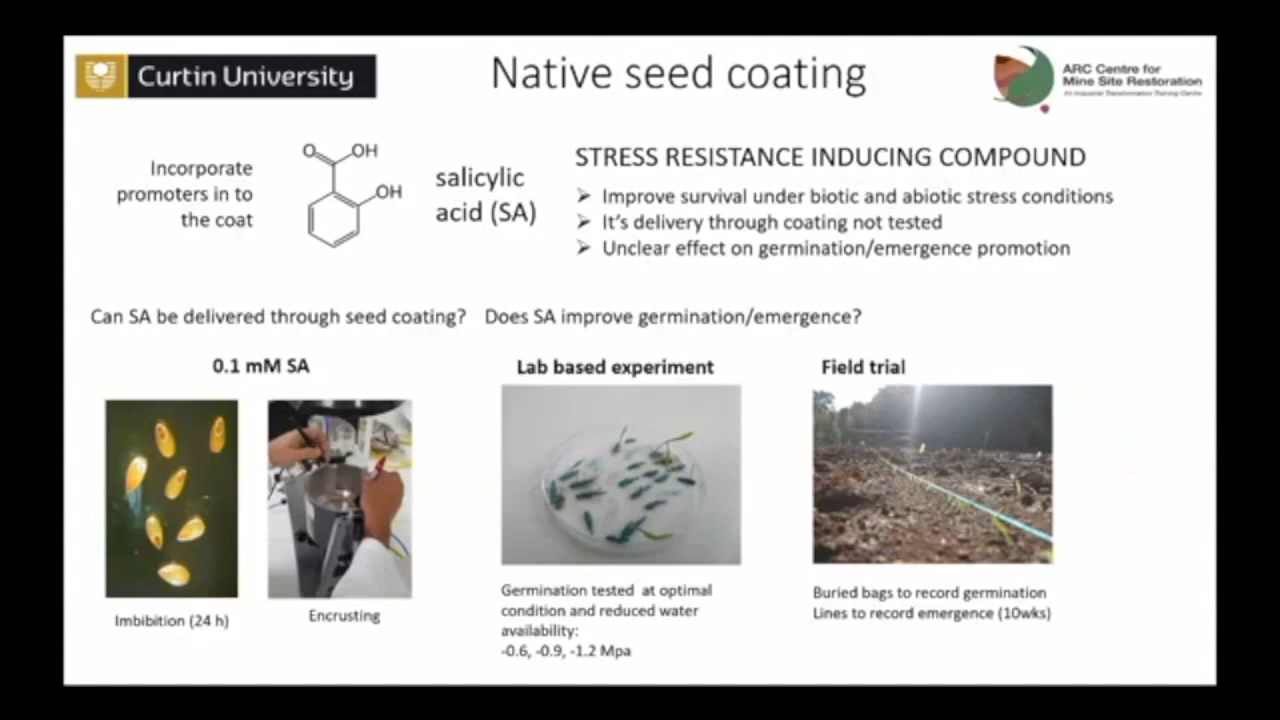 Curtin University
Native seed coating
ARC Centre for
Mine Site Restoration
An Industrial Transformation Training Centre
Incorporate
promoters in to
the coat
O
OH
OH
salicylic
acid (SA)
STRESS RESISTANCE INDUCING COMPOUND
➢ Improve survival under biotic and abiotic stress conditions
➢ It's delivery through coating not tested
➢ Unclear effect on germination/emergence promotion
Can SA be delivered through seed coating?
Does SA improve germination/emergence?
0.1 mM SA
Imbibition (24 h)
Encrusting
Lab based experiment
Germination tested at optimal
condition and reduced water
availability:
-0.6, -0.9, -1.2 Mpa
Field trial
Buried bags to record germination
Lines to record emergence (10wks)